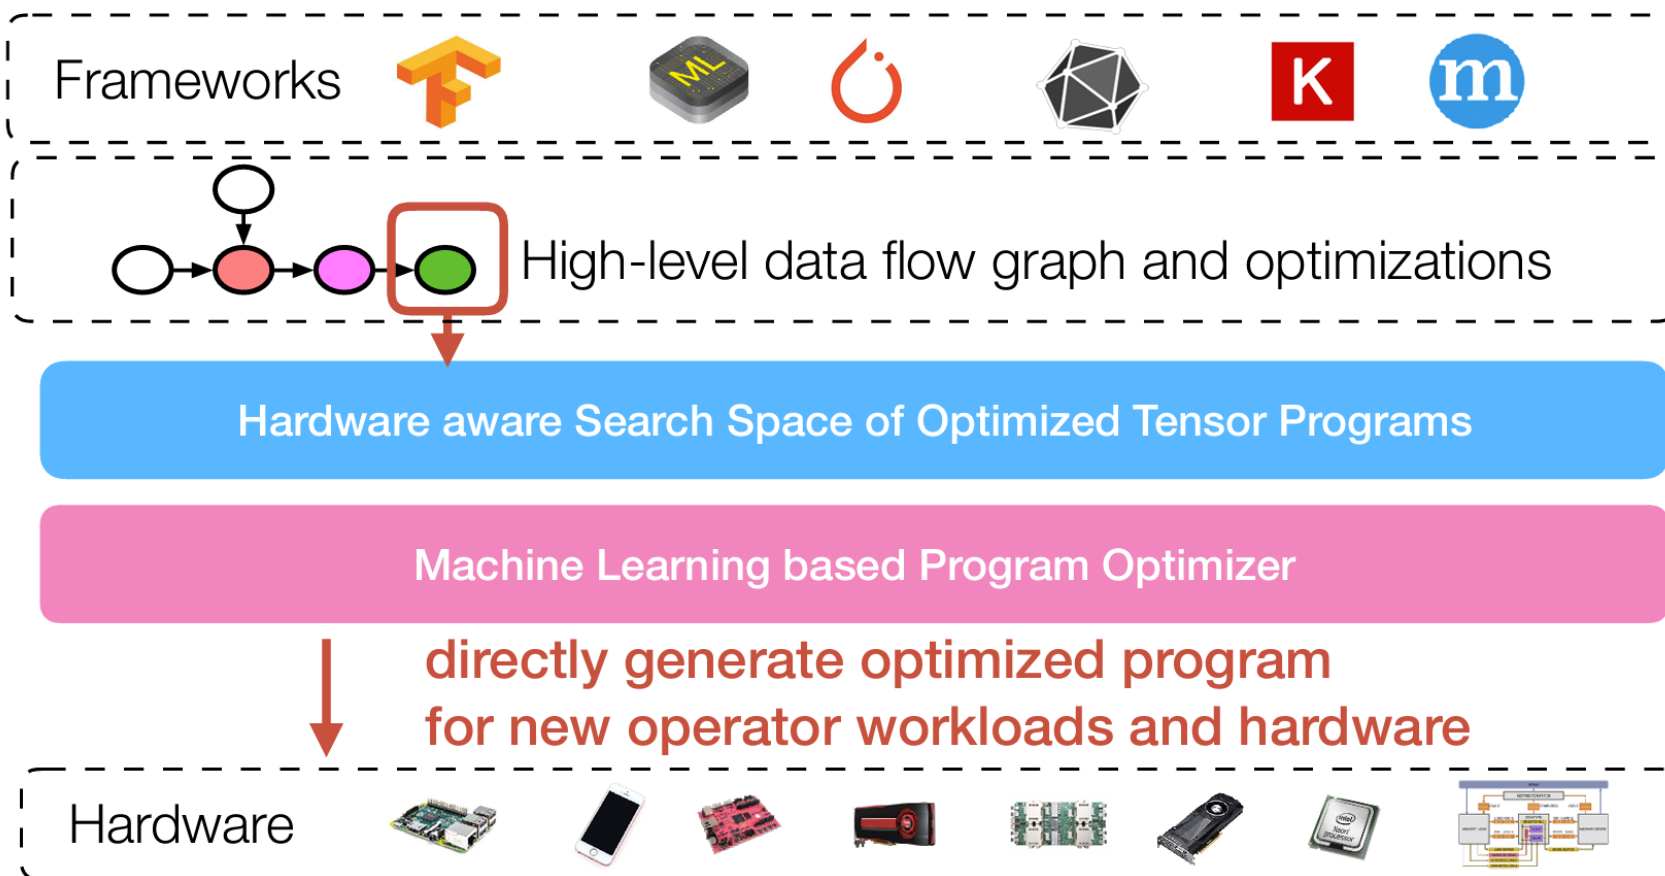 Frameworks
ML
K
m
High-level data flow graph and optimizations
Hardware aware Search Space of Optimized Tensor Programs
Machine Learning based Program Optimizer
directly generate optimized program
for new operator workloads and hardware
Hardware
intel